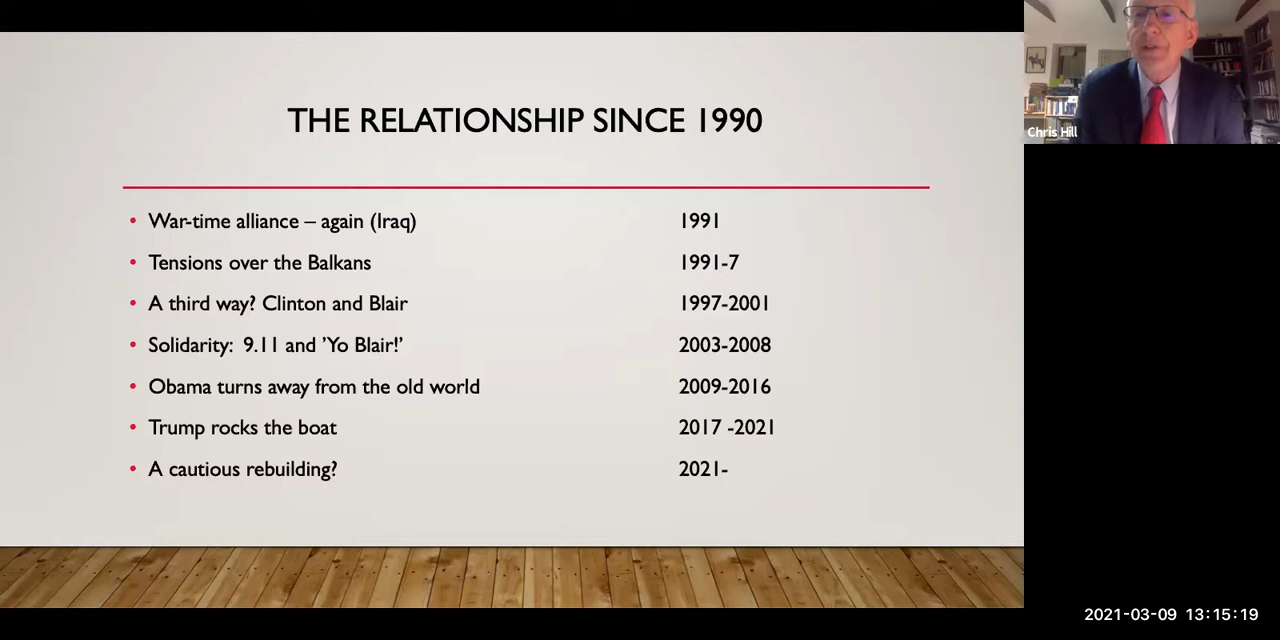 THE RELATIONSHIP SINCE 1990
• War-time alliance – again (Iraq) 1991
• Tensions over the Balkans 1991-7
• A third way? Clinton and Blair 1997-2001
• Solidarity: 9.11 and ’Yo Blair!’ 2003-2008
• Obama turns away from the old world 2009-2016
• Trump rocks the boat 2017 -2021
• A cautious rebuilding? 2021-
Chris Hill
2021-03-09 13:15:19